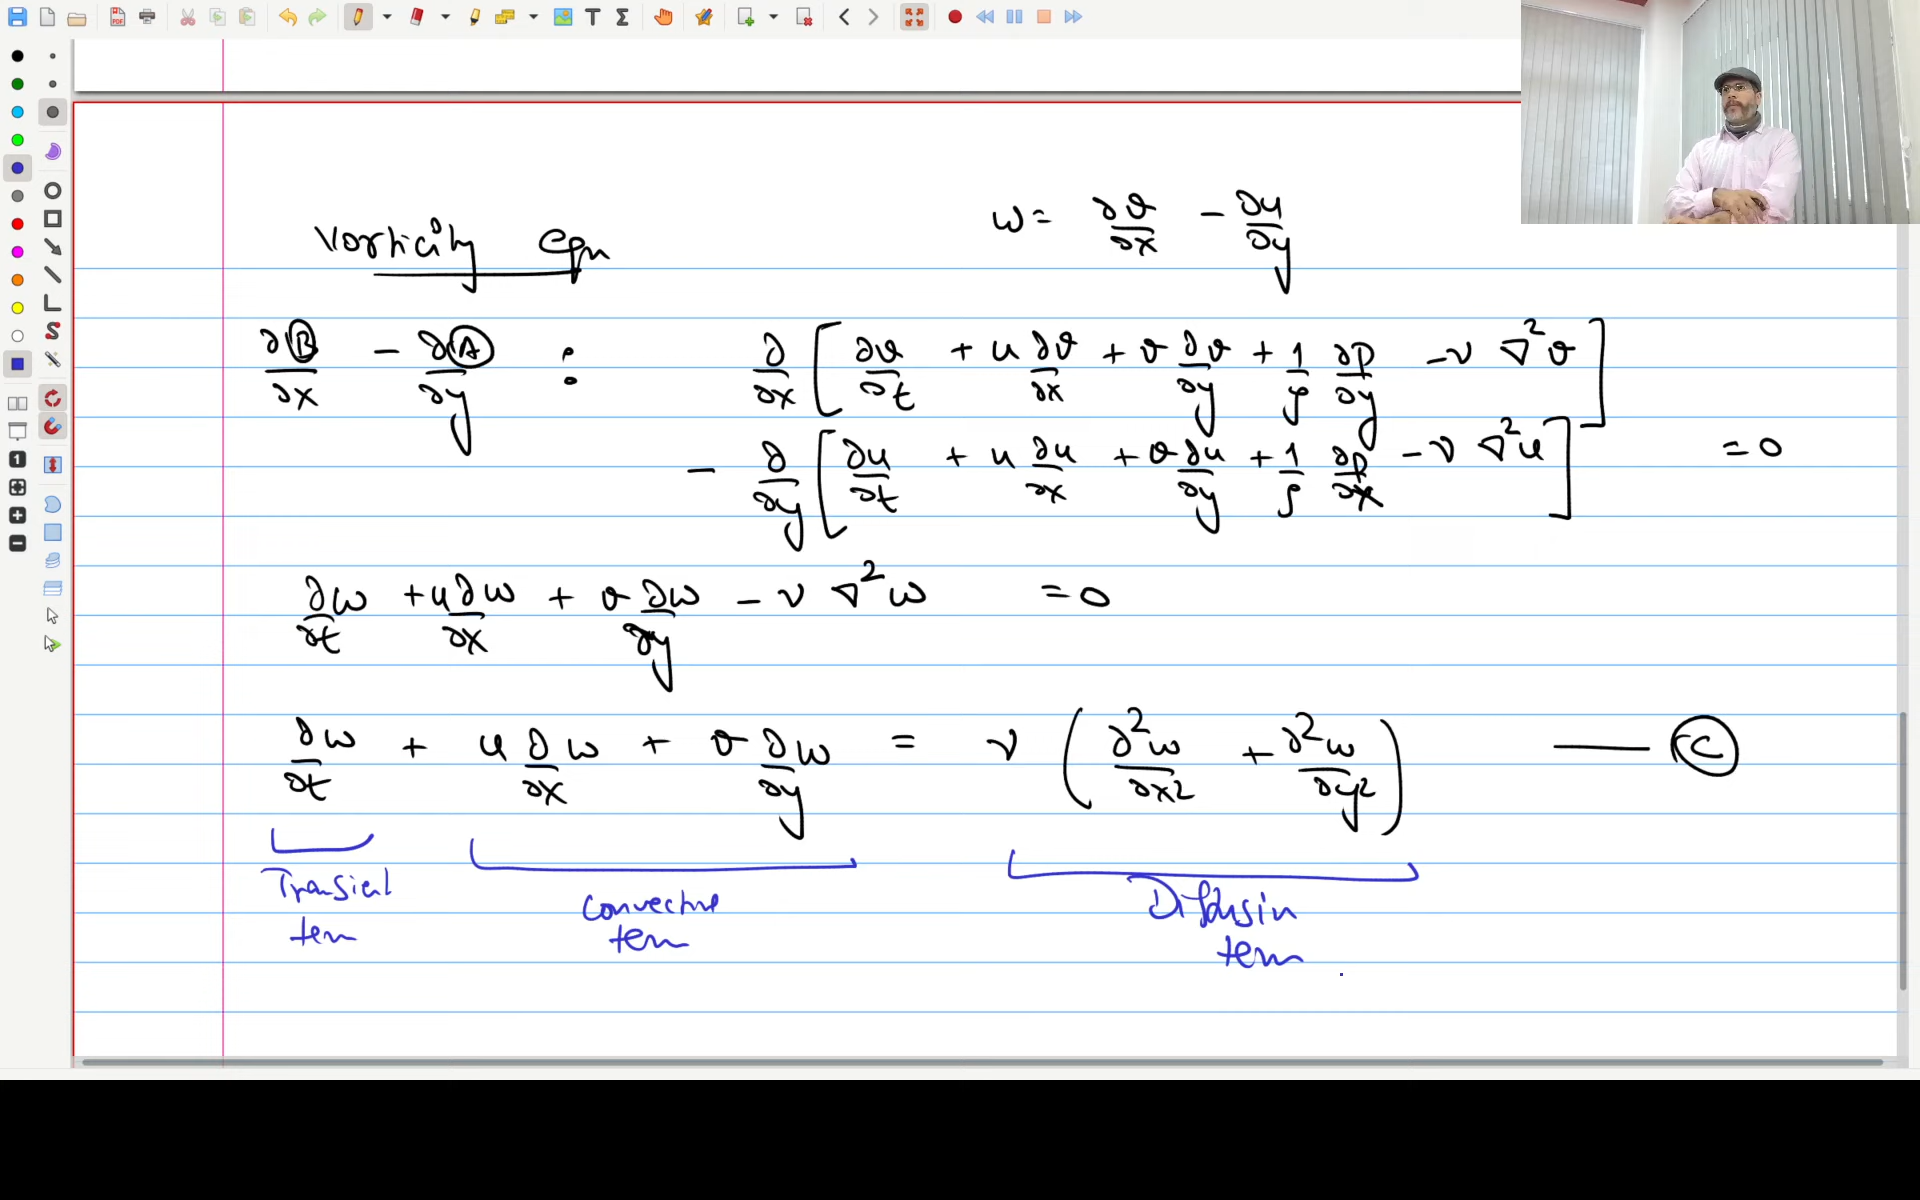 ω = ∂v/∂x - ∂u/∂y
Vorticity eqn
∂Ⓑ/∂x - ∂Ⓐ/∂y : ∂/∂x [ ∂v/∂t + u ∂v/∂x + v ∂v/∂y + 1/ρ ∂p/∂y - ν ∇²v ]
- ∂/∂y [ ∂u/∂t + u ∂u/∂x + v ∂u/∂y + 1/ρ ∂p/∂x - ν ∇²u ] = 0
∂ω/∂t + u ∂ω/∂x + v ∂ω/∂y - ν ∇²ω = 0
∂ω/∂t + u ∂ω/∂x + v ∂ω/∂y = ν ( ∂²ω/∂x² + ∂²ω/∂y² ) — Ⓒ
Transient term
Convective term
Diffusion term